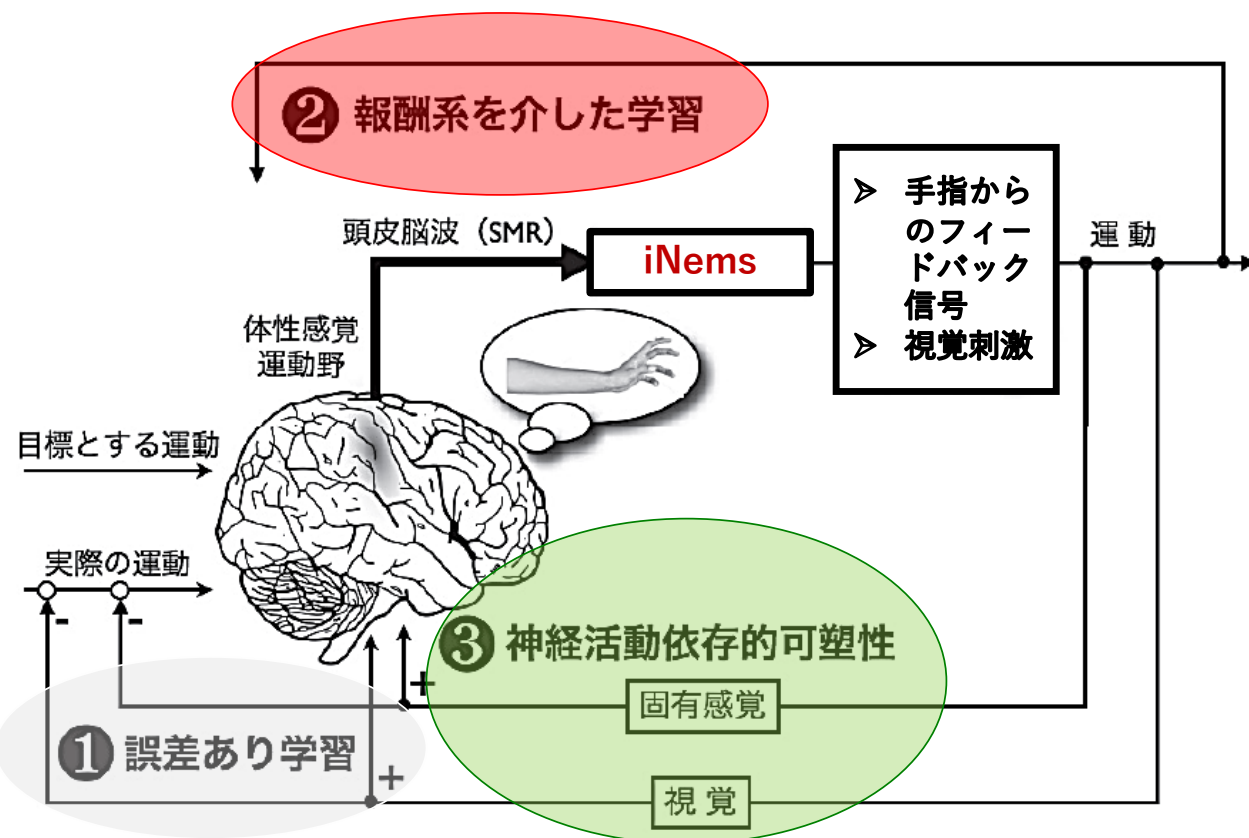 ❷ 報酬系を介した学習
頭皮脳波（SMR）
iNems
➢ 手指から
のフィー
ドバック
信号
➢ 視覚刺激
運 動
体性感覚
運動野
目標とする運動
実際の運動
-
-
❸ 神経活動依存的可塑性
+
固有感覚
❶ 誤差あり学習
+
視 覚